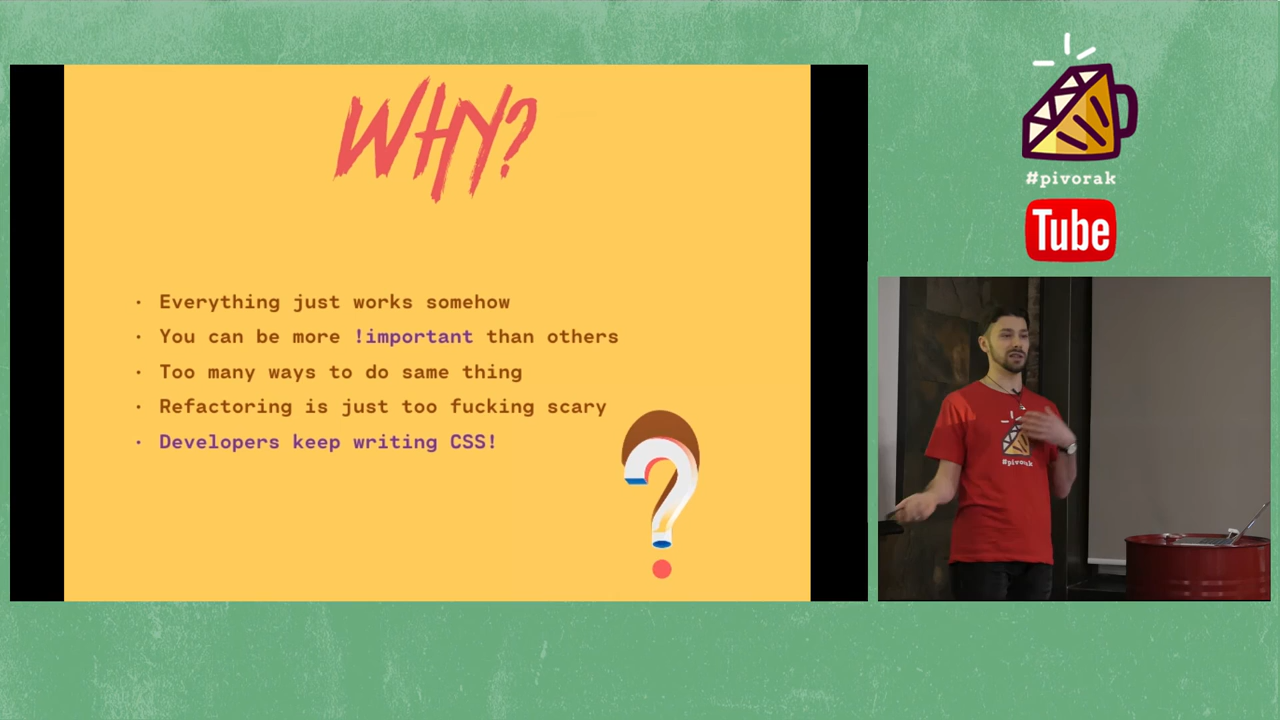 WHY?
· Everything just works somehow
· You can be more !important than others
· Too many ways to do same thing
· Refactoring is just too fucking scary
· Developers keep writing CSS!
#pivorak
Tube
#pivorak